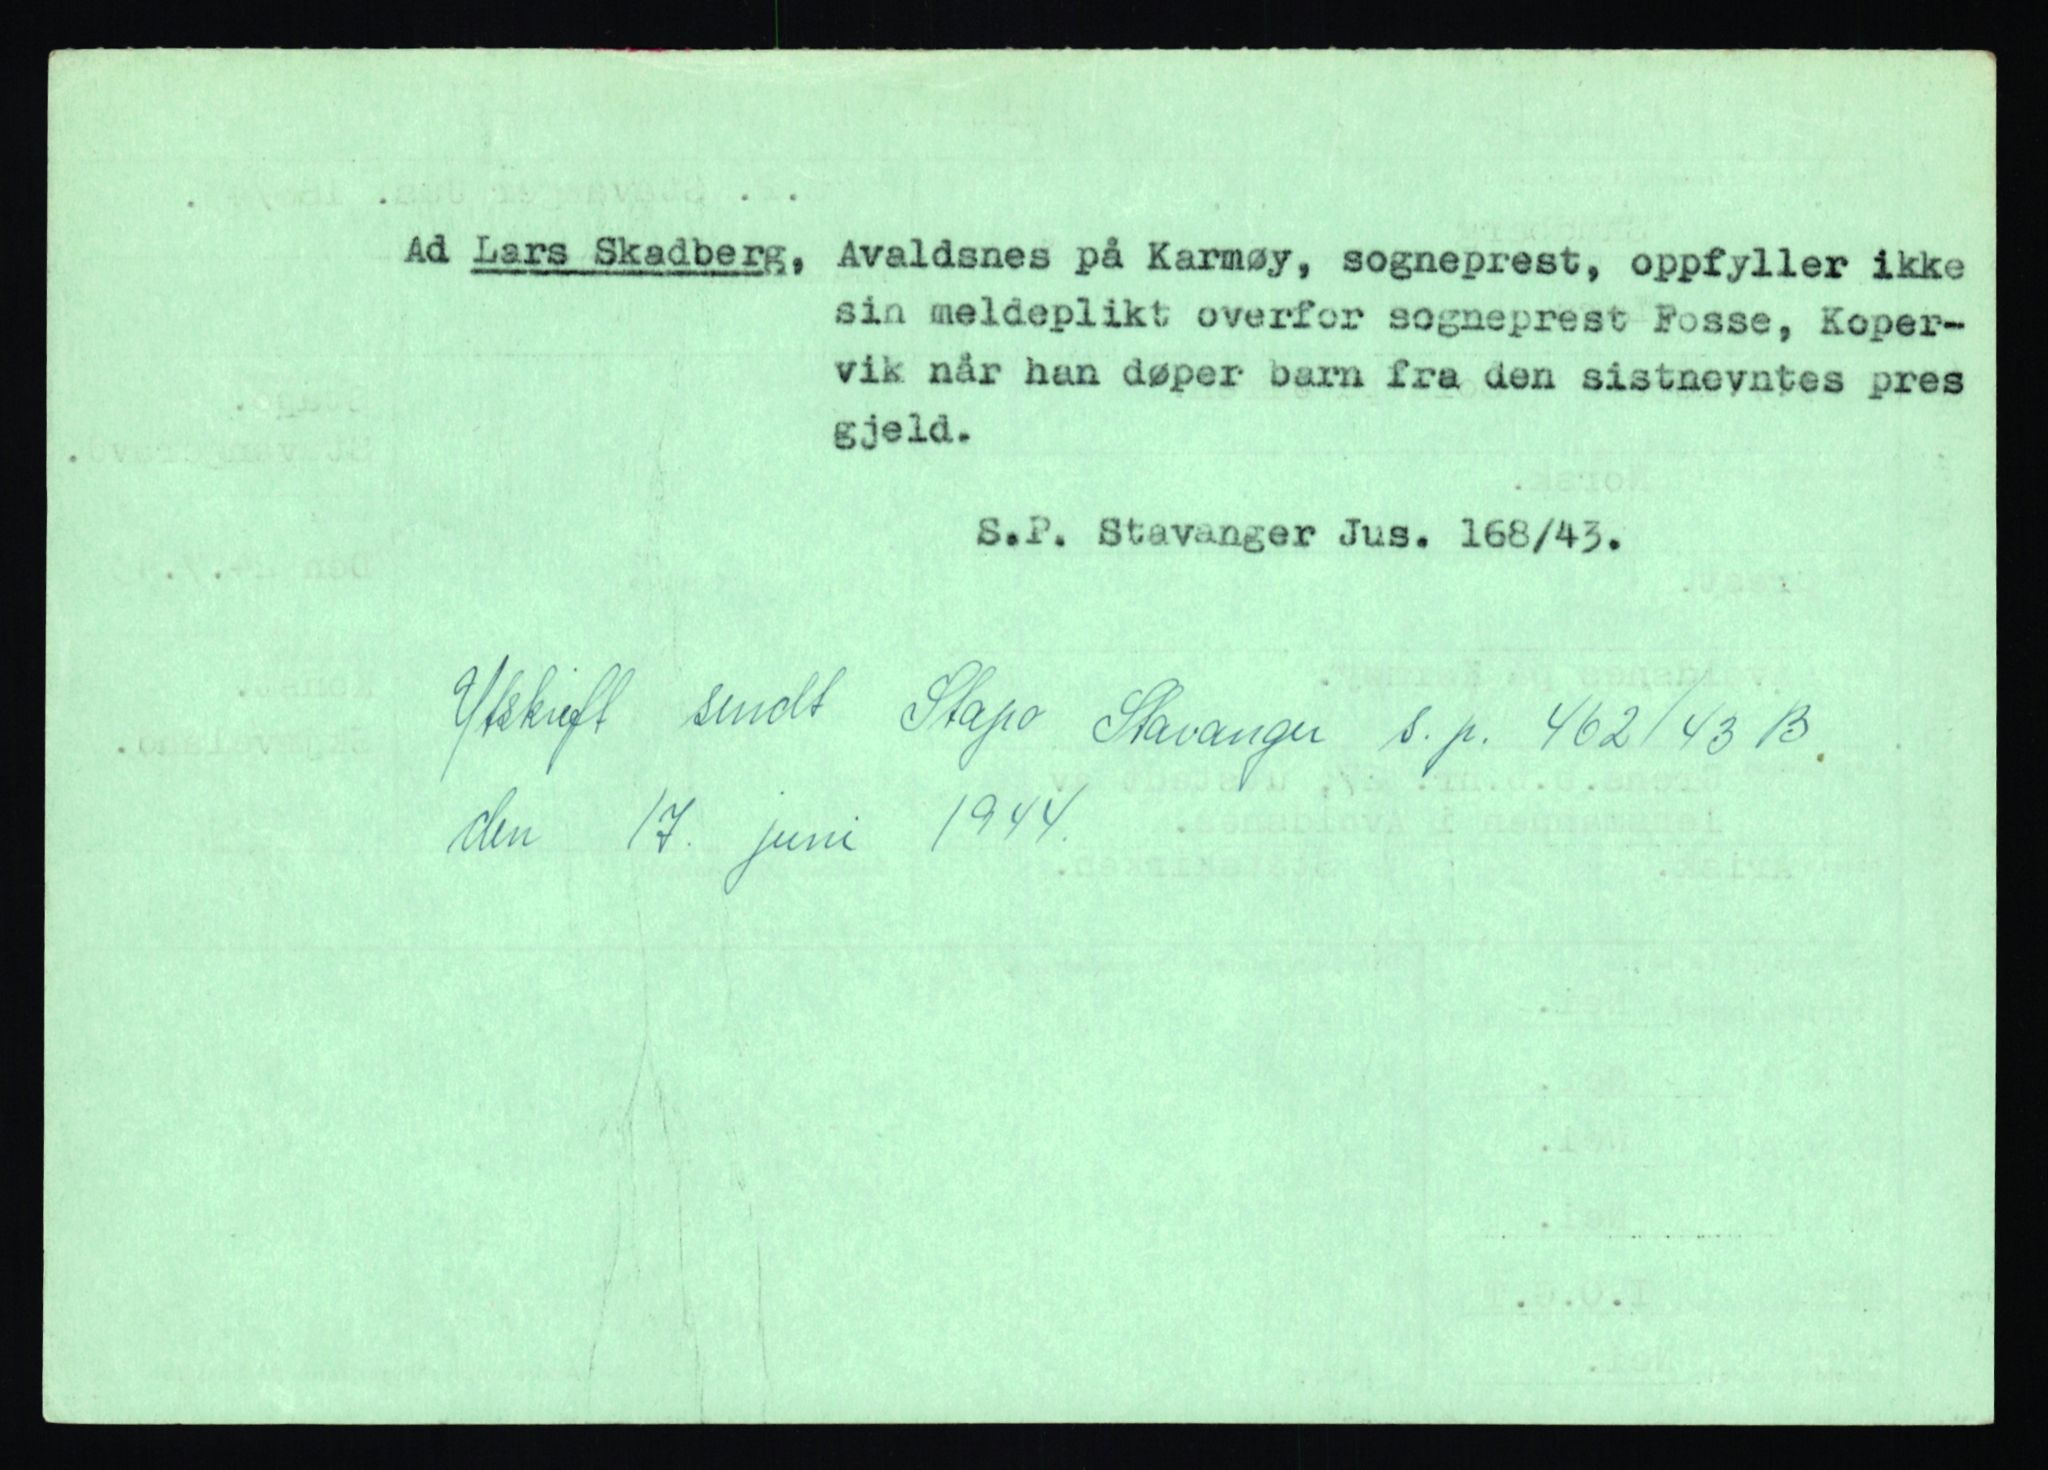 Ad Lars Skadberg, Avaldsnes på Karmøy, sogneprest, oppfyller ikke
sin meldeplikt overfor sogneprest Fosse, Koper-
vik når han døper barn fra den sistnevntes pres
gjeld.
S.P. Stavanger Jus. 168/43.
Utskrift sendt Stapo Stavanger s.p. 462/43 B
den 17. juni 1944.